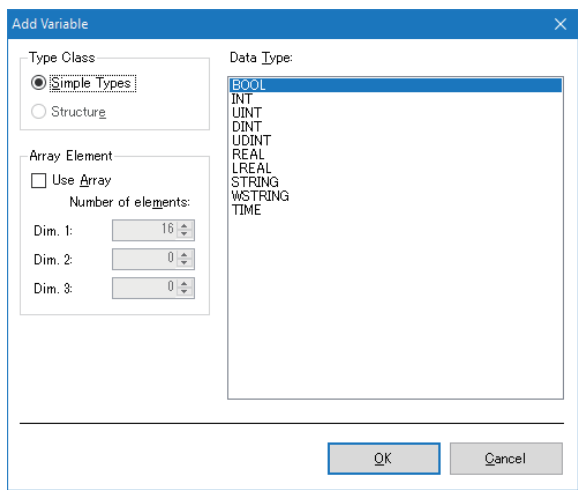 Add Variable
Type Class
Simple Types
Structure
Array Element
Use Array
Number of elements:
Dim. 1: 16
Dim. 2: 0
Dim. 3: 0
Data Type:
BOOL
INT
UINT
DINT
UDINT
REAL
LREAL
STRING
WSTRING
TIME
OK Cancel